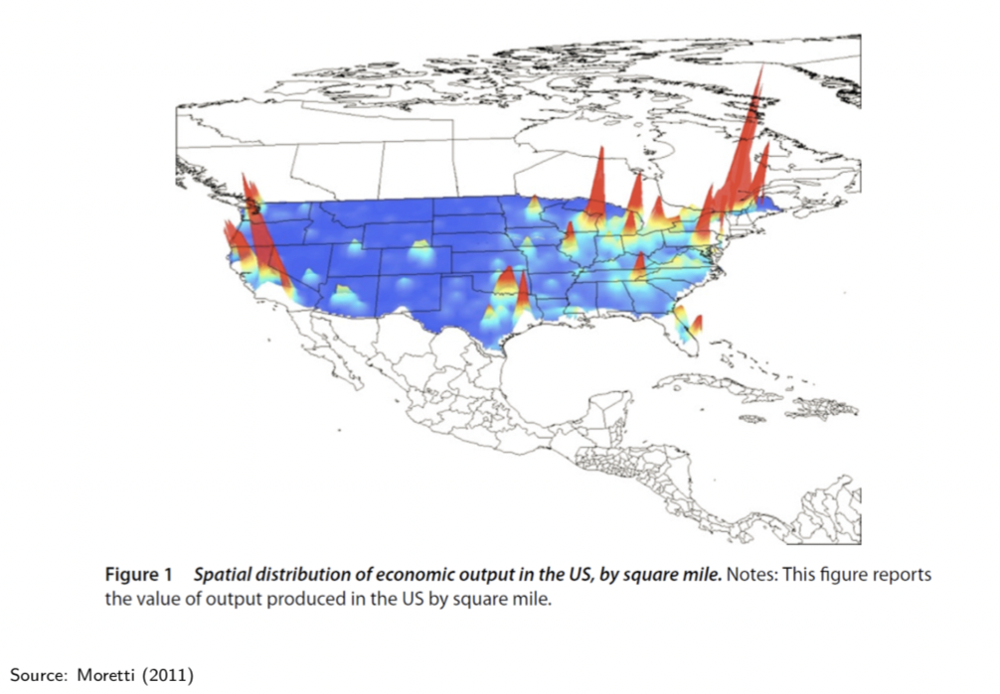 Figure 1 Spatial distribution of economic output in the US, by square mile. Notes: This figure reports
the value of output produced in the US by square mile.
Source: Moretti (2011)